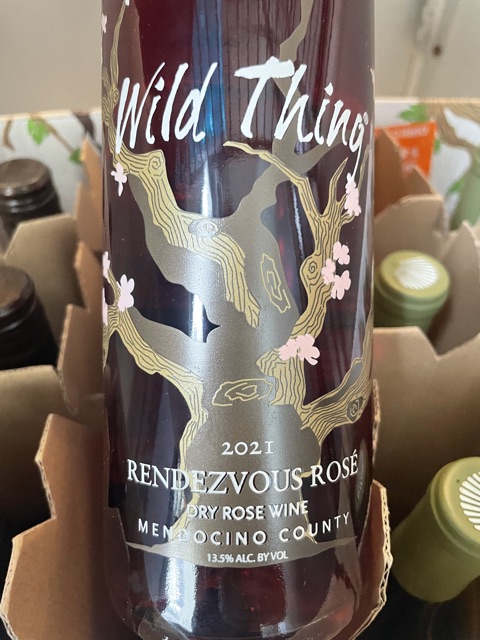 Wild Thing
2021
RENDEZVOUS ROSÉ
DRY ROSE WINE
MENDOCINO COUNTY
13.5% ALC. BY VOL